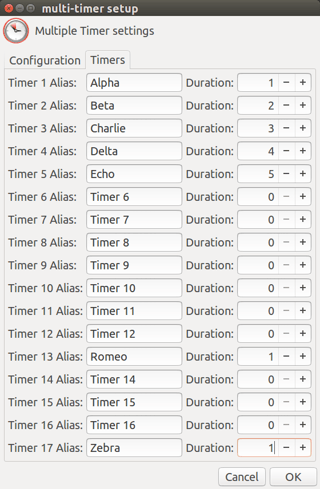 multi-timer setup
Multiple Timer settings
Configuration Timers
Timer 1 Alias: Alpha Duration: 1 − +
Timer 2 Alias: Beta Duration: 2 − +
Timer 3 Alias: Charlie Duration: 3 − +
Timer 4 Alias: Delta Duration: 4 − +
Timer 5 Alias: Echo Duration: 5 − +
Timer 6 Alias: Timer 6 Duration: 0 − +
Timer 7 Alias: Timer 7 Duration: 0 − +
Timer 8 Alias: Timer 8 Duration: 0 − +
Timer 9 Alias: Timer 9 Duration: 0 − +
Timer 10 Alias: Timer 10 Duration: 0 − +
Timer 11 Alias: Timer 11 Duration: 0 − +
Timer 12 Alias: Timer 12 Duration: 0 − +
Timer 13 Alias: Romeo Duration: 1 − +
Timer 14 Alias: Timer 14 Duration: 0 − +
Timer 15 Alias: Timer 15 Duration: 0 − +
Timer 16 Alias: Timer 16 Duration: 0 − +
Timer 17 Alias: Zebra Duration: 1 − +
Cancel OK